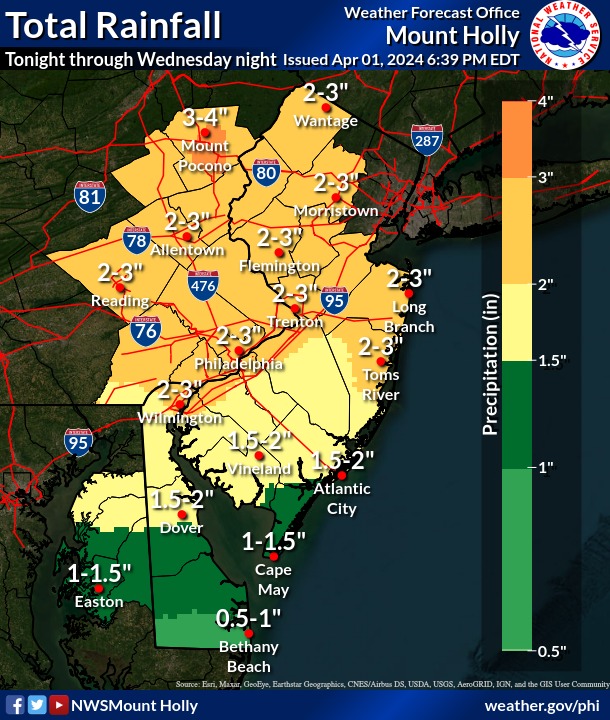 Total Rainfall
Weather Forecast Office
Mount Holly
Tonight through Wednesday night
Issued Apr 01, 2024 6:39 PM EDT
NATIONAL WEATHER SERVICE
2-3"
Wantage
3-4"
Mount
Pocono
287
80
81
2-3"
Morristown
2-3"
Allentown
78
2-3"
Flemington
2-3"
Reading
476
2-3"
Trenton
95
2-3"
Long
Branch
76
2-3"
Philadelphia
2-3"
Toms
River
2-3"
Wilmington
95
1.5-2"
Vineland
1.5-2"
Atlantic
City
1.5-2"
Dover
1-1.5"
Cape
May
1-1.5"
Easton
0.5-1"
Bethany
Beach
Precipitation (in)
4"
3"
2"
1.5"
1"
0.5"
Source: Esri, Maxar, GeoEye, Earthstar Geographics, CNES/Airbus DS, USDA, USGS, AeroGRID, IGN, and the GIS User Community
NWSMount Holly
weather.gov/phi